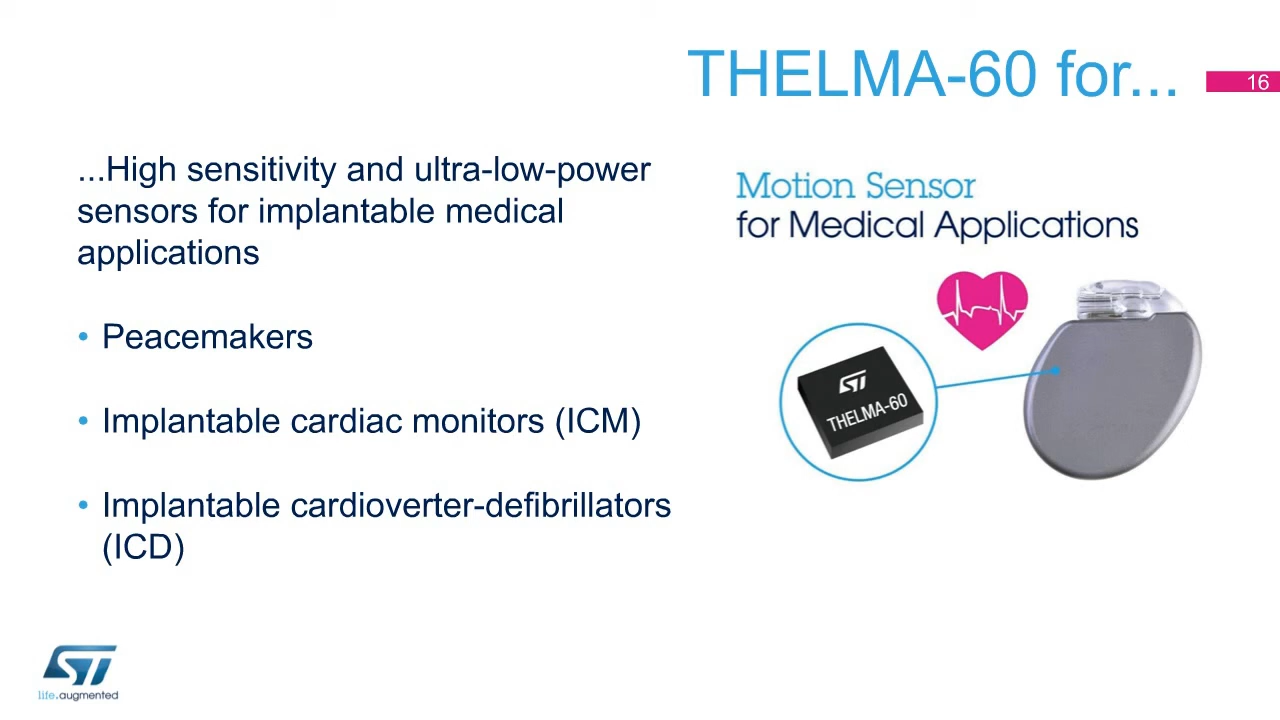 THELMA-60 for...
16
...High sensitivity and ultra-low-power
sensors for implantable medical
applications
• Peacemakers
• Implantable cardiac monitors (ICM)
• Implantable cardioverter-defibrillators
(ICD)
Motion Sensor
for Medical Applications
ST
THELMA-60
ST
life.augmented